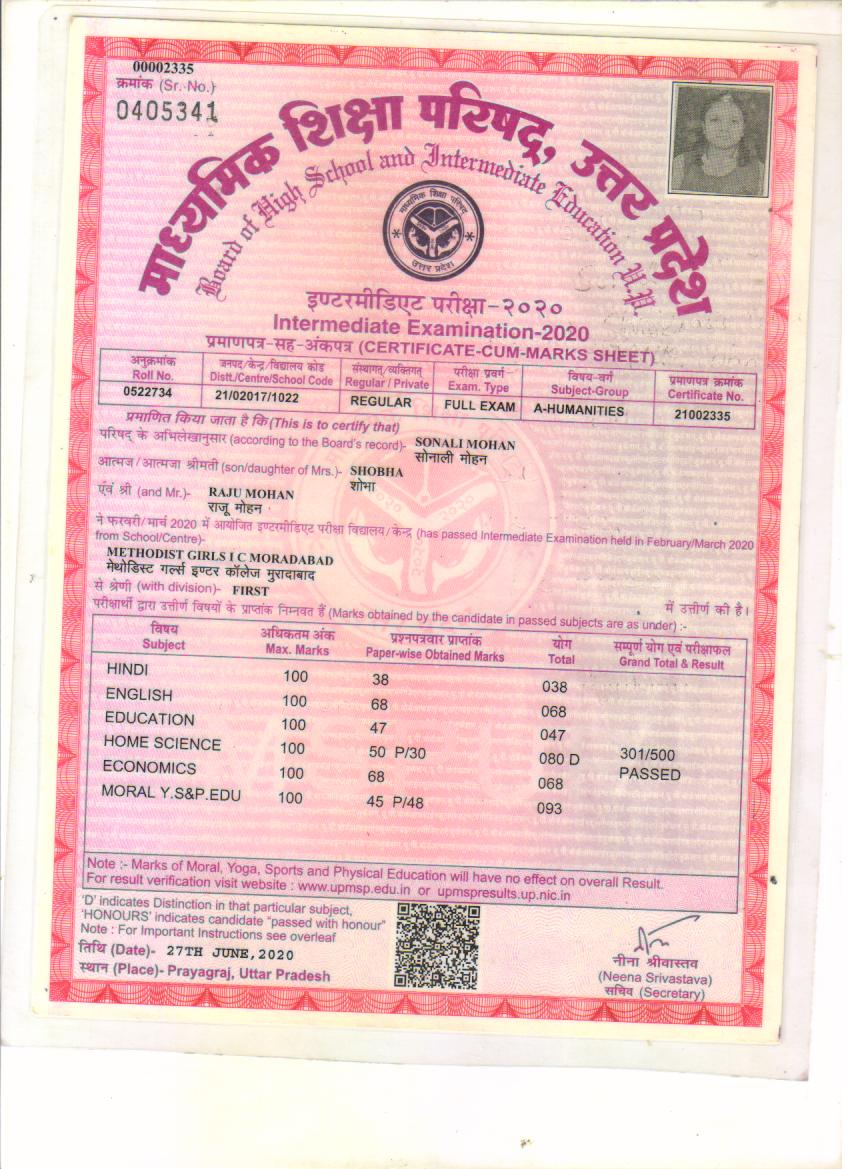 00002335
क्रमांक (Sr. No.)
0405341
माध्यमिक शिक्षा परिषद्, उत्तर प्रदेश
Board of High School and Intermediate Education U.P.
माध्यमिक शिक्षा परिषद्
उत्तर प्रदेश
इण्टरमीडिएट परीक्षा-२०२०
Intermediate Examination-2020
प्रमाणपत्र-सह-अंकपत्र (CERTIFICATE-CUM-MARKS SHEET)
अनुक्रमांक जनपद/केन्द्र/विद्यालय कोड संस्थागत/व्यक्तिगत परीक्षा प्रवर्ग- विषय-वर्ग प्रमाणपत्र क्रमांक
Roll No. Distt./Centre/School Code Regular / Private Exam. Type Subject-Group Certificate No.
0522734 21/02017/1022 REGULAR FULL EXAM A-HUMANITIES 21002335
प्रमाणित किया जाता है कि (This is to certify that)
परिषद् के अभिलेखानुसार (according to the Board's record)- SONALI MOHAN
सोनाली मोहन
आत्मज/आत्मजा श्रीमती (son/daughter of Mrs.)- SHOBHA
शोभा
एवं श्री (and Mr.)- RAJU MOHAN
राजू मोहन
ने फरवरी/मार्च 2020 में आयोजित इण्टरमीडिएट परीक्षा विद्यालय/केन्द्र (has passed Intermediate Examination held in February/March 2020
from School/Centre)-
METHODIST GIRLS I C MORADABAD
मेथोडिस्ट गर्ल्स इण्टर कॉलेज मुरादाबाद
से श्रेणी (with division)- FIRST में उत्तीर्ण की है।
परीक्षार्थी द्वारा उत्तीर्ण विषयों के प्राप्तांक निम्नवत हैं (Marks obtained by the candidate in passed subjects are as under) :-
विषय अधिकतम अंक प्रश्नपत्रवार प्राप्तांक योग सम्पूर्ण योग एवं परीक्षाफल
Subject Max. Marks Paper-wise Obtained Marks Total Grand Total & Result
HINDI 100 38 038
ENGLISH 100 68 068
EDUCATION 100 47 047
HOME SCIENCE 100 50 P/30 080 D 301/500
ECONOMICS 100 68 068 PASSED
MORAL Y.S&P.EDU 100 45 P/48 093
Note :- Marks of Moral, Yoga, Sports and Physical Education will have no effect on overall Result.
For result verification visit website : www.upmsp.edu.in or upmspresults.up.nic.in
'D' indicates Distinction in that particular subject,
'HONOURS' indicates candidate "passed with honour"
Note : For Important Instructions see overleaf
तिथि (Date)- 27TH JUNE,2020
स्थान (Place)- Prayagraj, Uttar Pradesh
नीना श्रीवास्तव
(Neena Srivastava)
सचिव (Secretary)